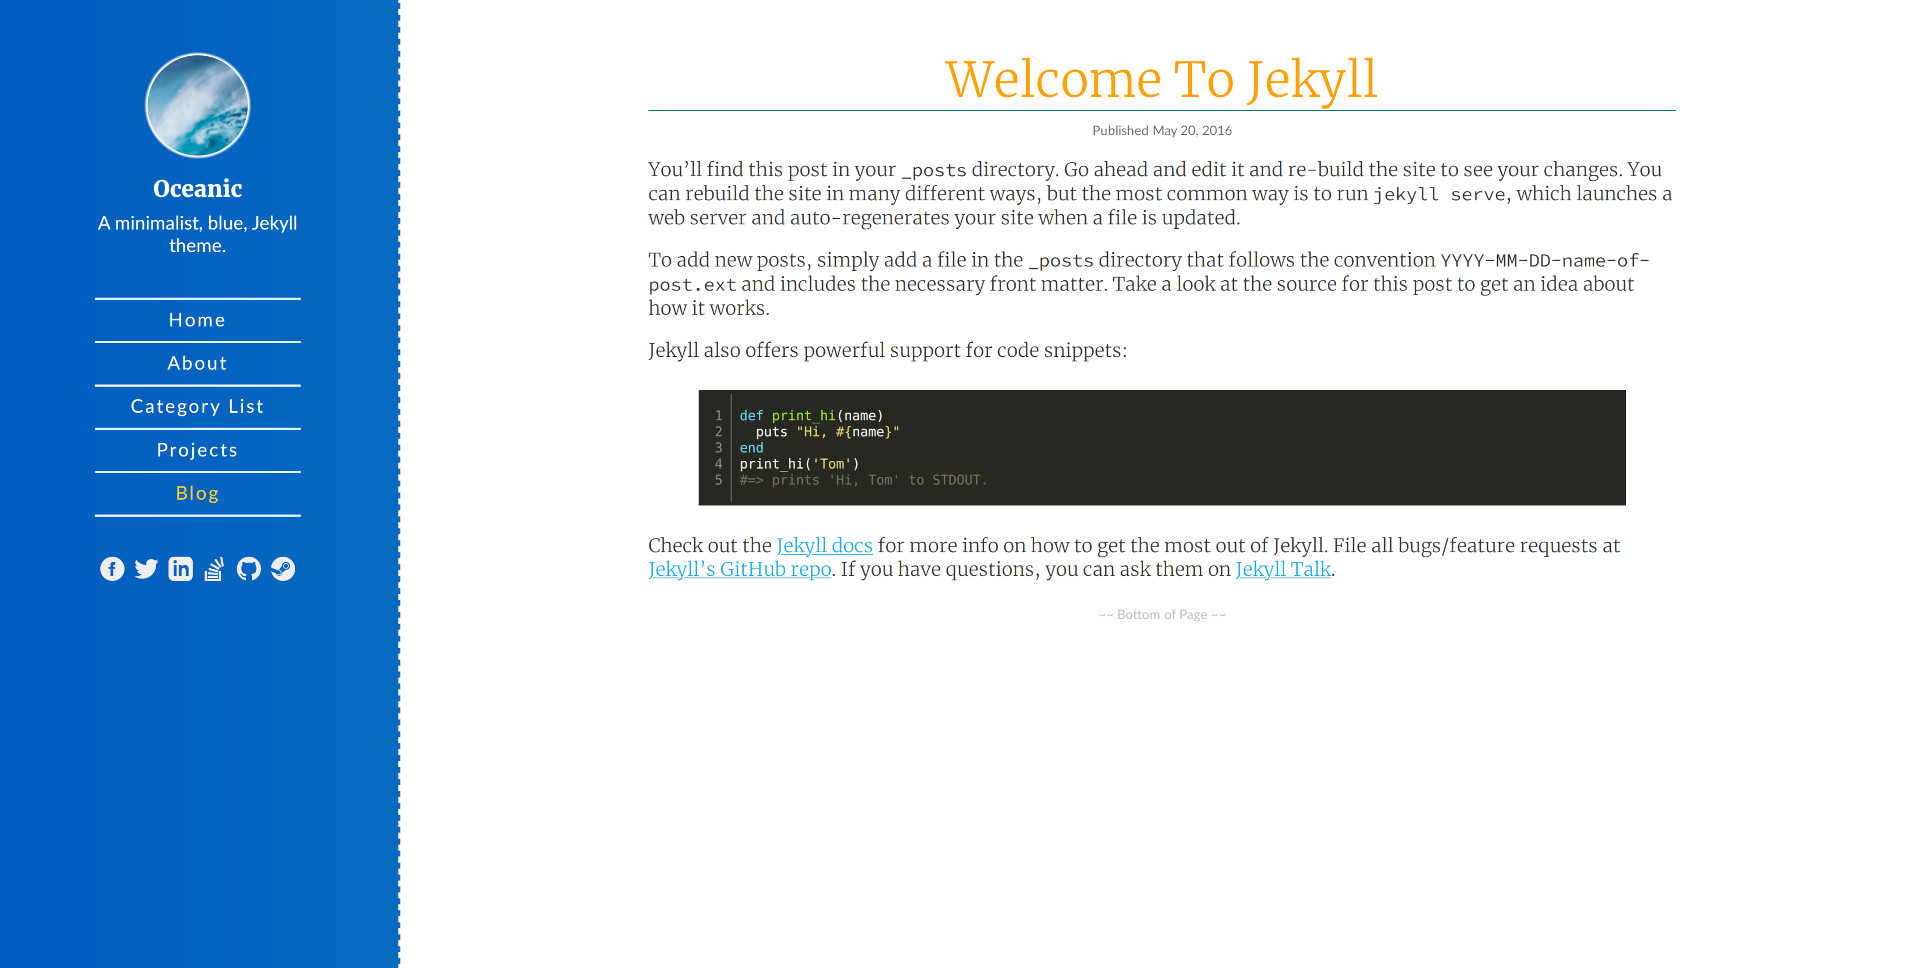 Oceanic
A minimalist, blue, Jekyll
theme.
Home
About
Category List
Projects
Blog
Welcome To Jekyll
Published May 20, 2016
You’ll find this post in your _posts directory. Go ahead and edit it and re-build the site to see your changes. You
can rebuild the site in many different ways, but the most common way is to run jekyll serve, which launches a
web server and auto-regenerates your site when a file is updated.
To add new posts, simply add a file in the _posts directory that follows the convention YYYY-MM-DD-name-of-
post.ext and includes the necessary front matter. Take a look at the source for this post to get an idea about
how it works.
Jekyll also offers powerful support for code snippets:
1 def print_hi(name)
2   puts "Hi, #{name}"
3 end
4 print_hi('Tom')
5 #=> prints 'Hi, Tom' to STDOUT.
Check out the Jekyll docs for more info on how to get the most out of Jekyll. File all bugs/feature requests at
Jekyll’s GitHub repo. If you have questions, you can ask them on Jekyll Talk.
~~ Bottom of Page ~~